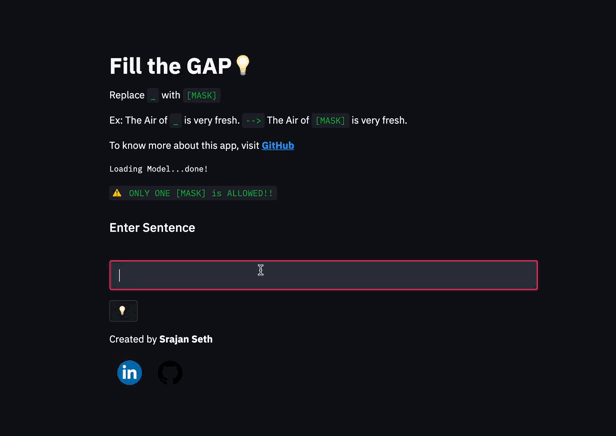 Fill the GAP
Replace _ with [MASK]
Ex: The Air of _ is very fresh. --> The Air of [MASK] is very fresh.
To know more about this app, visit GitHub
Loading Model...done!
ONLY ONE [MASK] is ALLOWED!!
Enter Sentence
Created by Srajan Seth
in